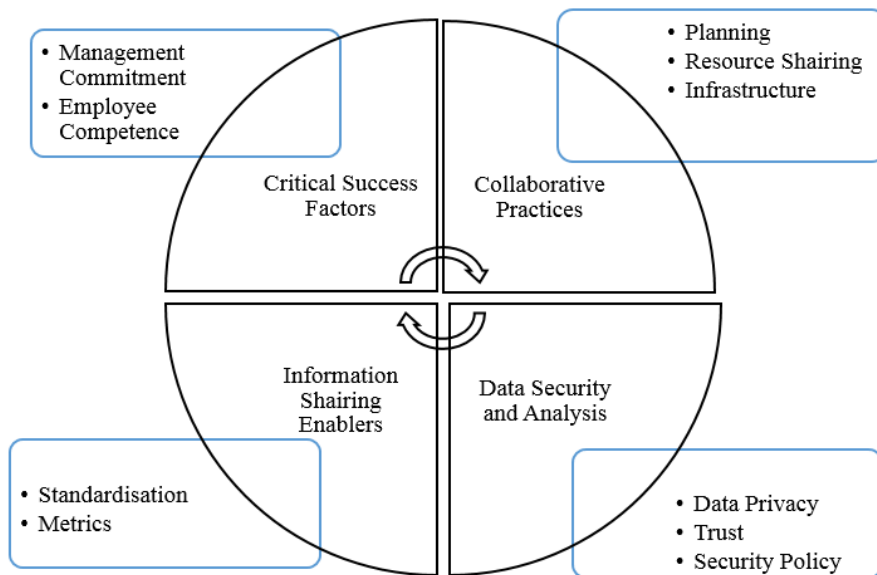 • Management
Commitment
• Employee
Competence
• Planning
• Resource Shairing
• Infrastructure
Critical Success
Factors
Collaborative
Practices
Information
Shairing
Enablers
Data Security
and Analysis
• Standardisation
• Metrics
• Data Privacy
• Trust
• Security Policy